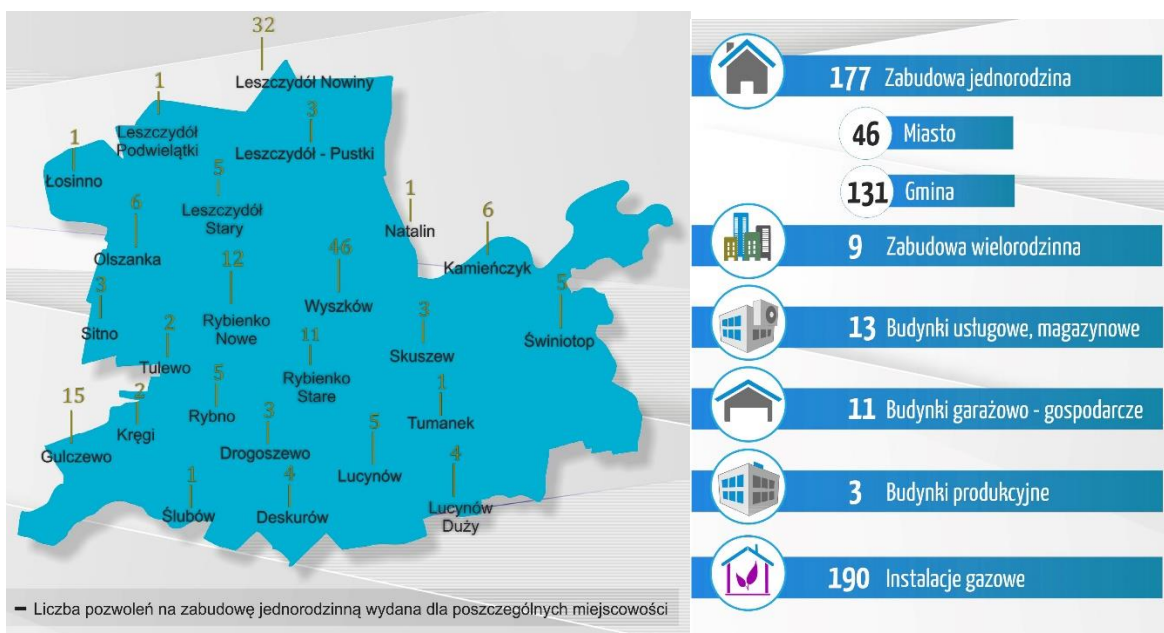 32
Leszczydół Nowiny
1
Leszczydół
Podwielątki
3
Leszczydół - Pustki
1
Łosinno
5
Leszczydół
Stary
1
Natalin
6
Olszanka
6
Kamieńczyk
12
Rybienko
Nowe
46
Wyszków
3
Sitno
5
Świniotop
3
Skuszew
2
Tulewo
11
Rybienko
Stare
5
Rybno
1
Tumanek
15
Gulczewo
2
Kręgi
3
Drogoszewo
5
Lucynów
4
Lucynów
Duży
1
Ślubów
4
Deskurów
– Liczba pozwoleń na zabudowę jednorodzinną wydana dla poszczególnych miejscowości
177 Zabudowa jednorodzina
46 Miasto
131 Gmina
9 Zabudowa wielorodzinna
13 Budynki usługowe, magazynowe
11 Budynki garażowo - gospodarcze
3 Budynki produkcyjne
190 Instalacje gazowe